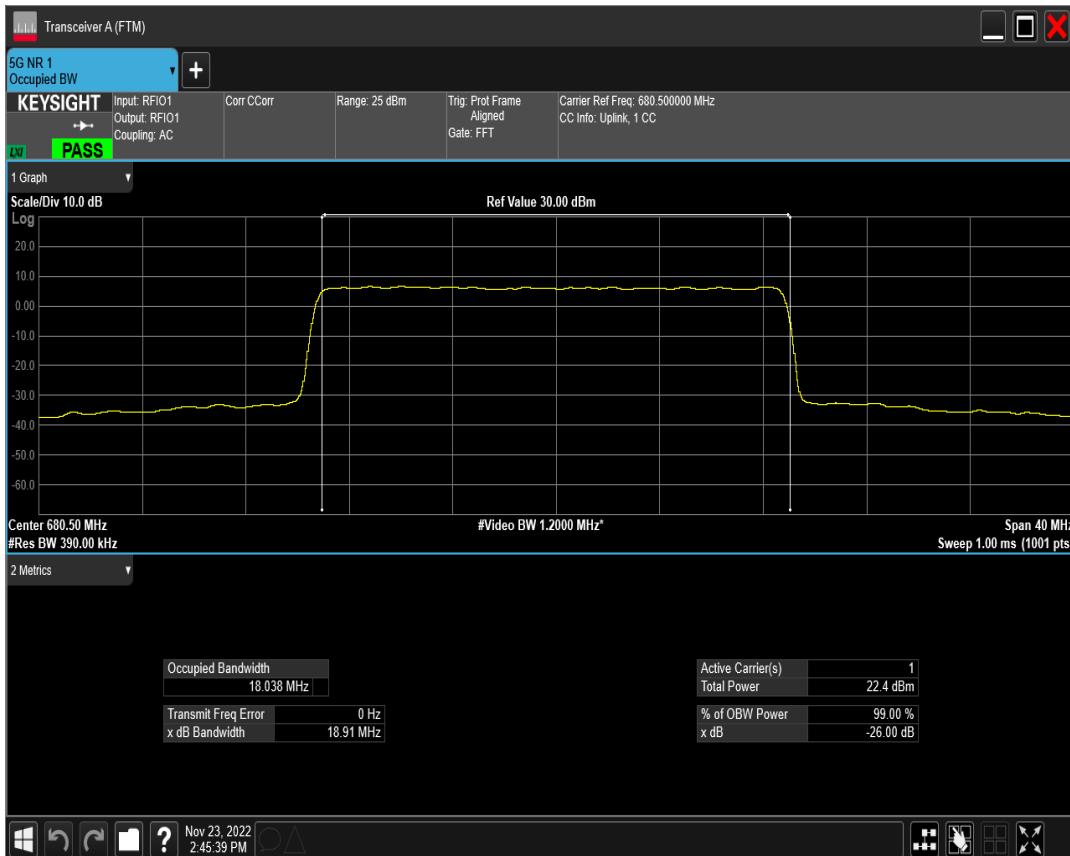 Transceiver A (FTM)
5G NR 1
Occupied BW
+
KEYSIGHT
LXI
PASS
Input: RFIO1
Output: RFIO1
Coupling: AC
Corr CCorr
Range: 25 dBm
Trig: Prot Frame
Aligned
Gate: FFT
Carrier Ref Freq: 680.500000 MHz
CC Info: Uplink, 1 CC
1 Graph
Scale/Div 10.0 dB
Ref Value 30.00 dBm
Log
20.0
10.0
0.00
-10.0
-20.0
-30.0
-40.0
-50.0
-60.0
Center 680.50 MHz
#Video BW 1.2000 MHz*
Span 40 MHz
#Res BW 390.00 kHz
Sweep 1.00 ms (1001 pts
2 Metrics
Occupied Bandwidth
18.038 MHz
Transmit Freq Error 0 Hz
x dB Bandwidth 18.91 MHz
Active Carrier(s) 1
Total Power 22.4 dBm
% of OBW Power 99.00 %
x dB -26.00 dB
?
Nov 23, 2022
2:45:39 PM